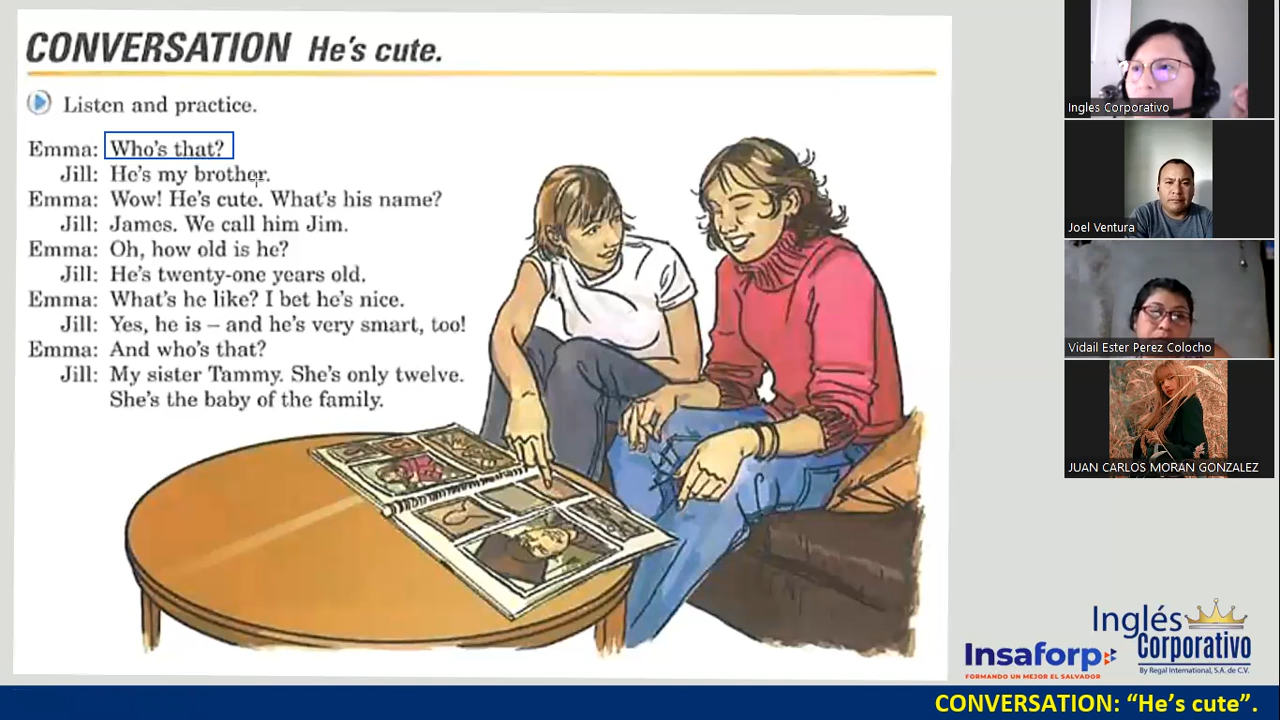 CONVERSATION He's cute.
Listen and practice.
Emma: Who's that?
Jill: He's my brother.
Emma: Wow! He's cute. What's his name?
Jill: James. We call him Jim.
Emma: Oh, how old is he?
Jill: He's twenty-one years old.
Emma: What's he like? I bet he's nice.
Jill: Yes, he is – and he's very smart, too!
Emma: And who's that?
Jill: My sister Tammy. She's only twelve.
She's the baby of the family.
Ingles Corporativo
Joel Ventura
Vidail Ester Perez Colocho
JUAN CARLOS MORAN GONZALEZ
Insaforp
FORMANDO UN MEJOR EL SALVADOR
Inglés
Corporativo
By Regal International, S.A. de C.V.
CONVERSATION: “He's cute”.